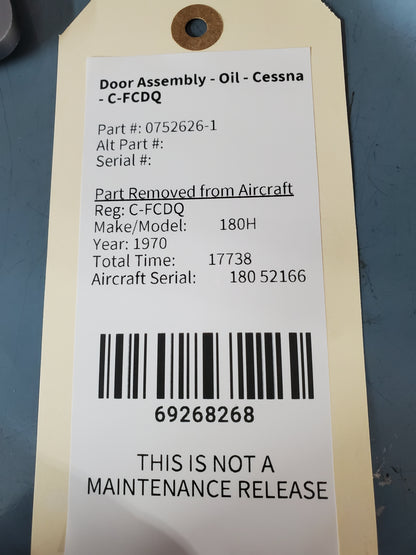 Door Assembly - Oil - Cessna
- C-FCDQ
Part #: 0752626-1
Alt Part #:
Serial #:
Part Removed from Aircraft
Reg: C-FCDQ
Make/Model: 180H
Year: 1970
Total Time: 17738
Aircraft Serial: 180 52166
69268268
THIS IS NOT A
MAINTENANCE RELEASE